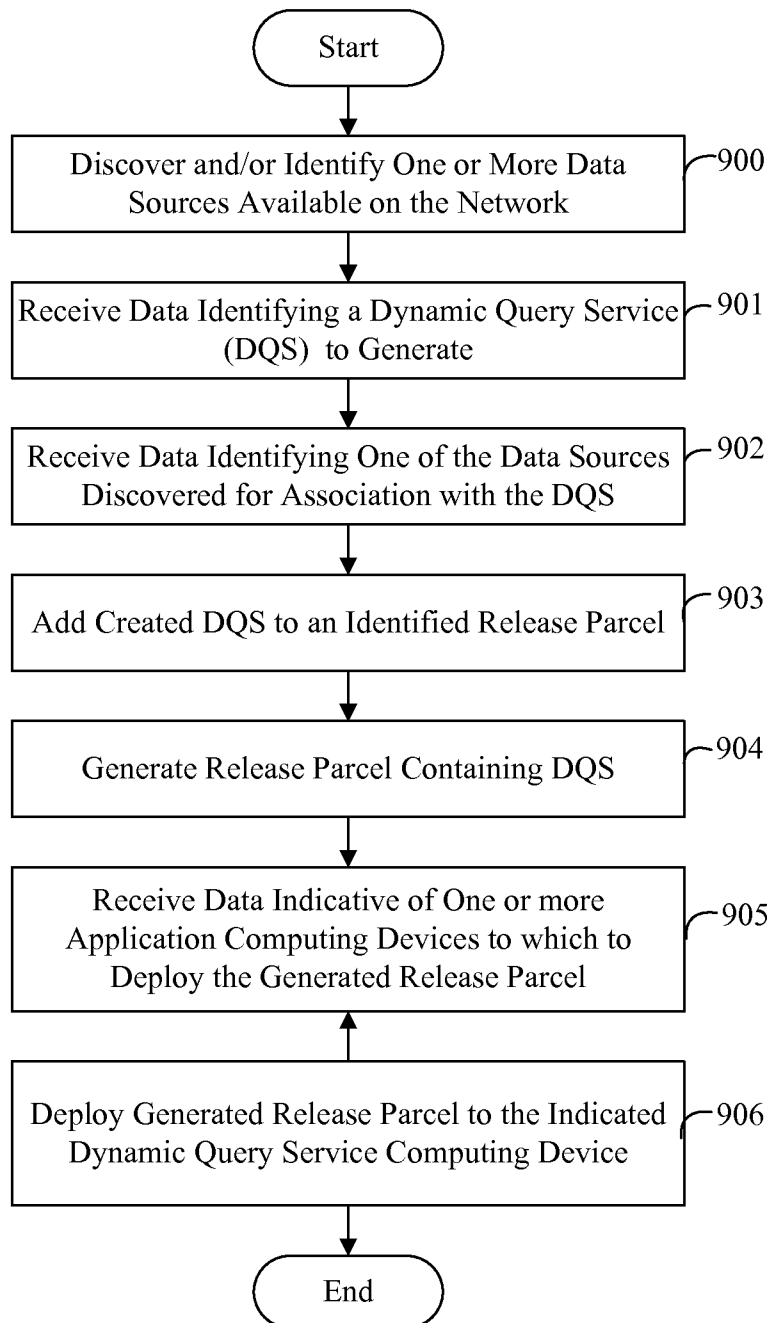 Start
Discover and/or Identify One or More Data
Sources Available on the Network
900
Receive Data Identifying a Dynamic Query Service
(DQS) to Generate
901
Receive Data Identifying One of the Data Sources
Discovered for Association with the DQS
902
Add Created DQS to an Identified Release Parcel
903
Generate Release Parcel Containing DQS
904
Receive Data Indicative of One or more
Application Computing Devices to which to
Deploy the Generated Release Parcel
905
Deploy Generated Release Parcel to the Indicated
Dynamic Query Service Computing Device
906
End